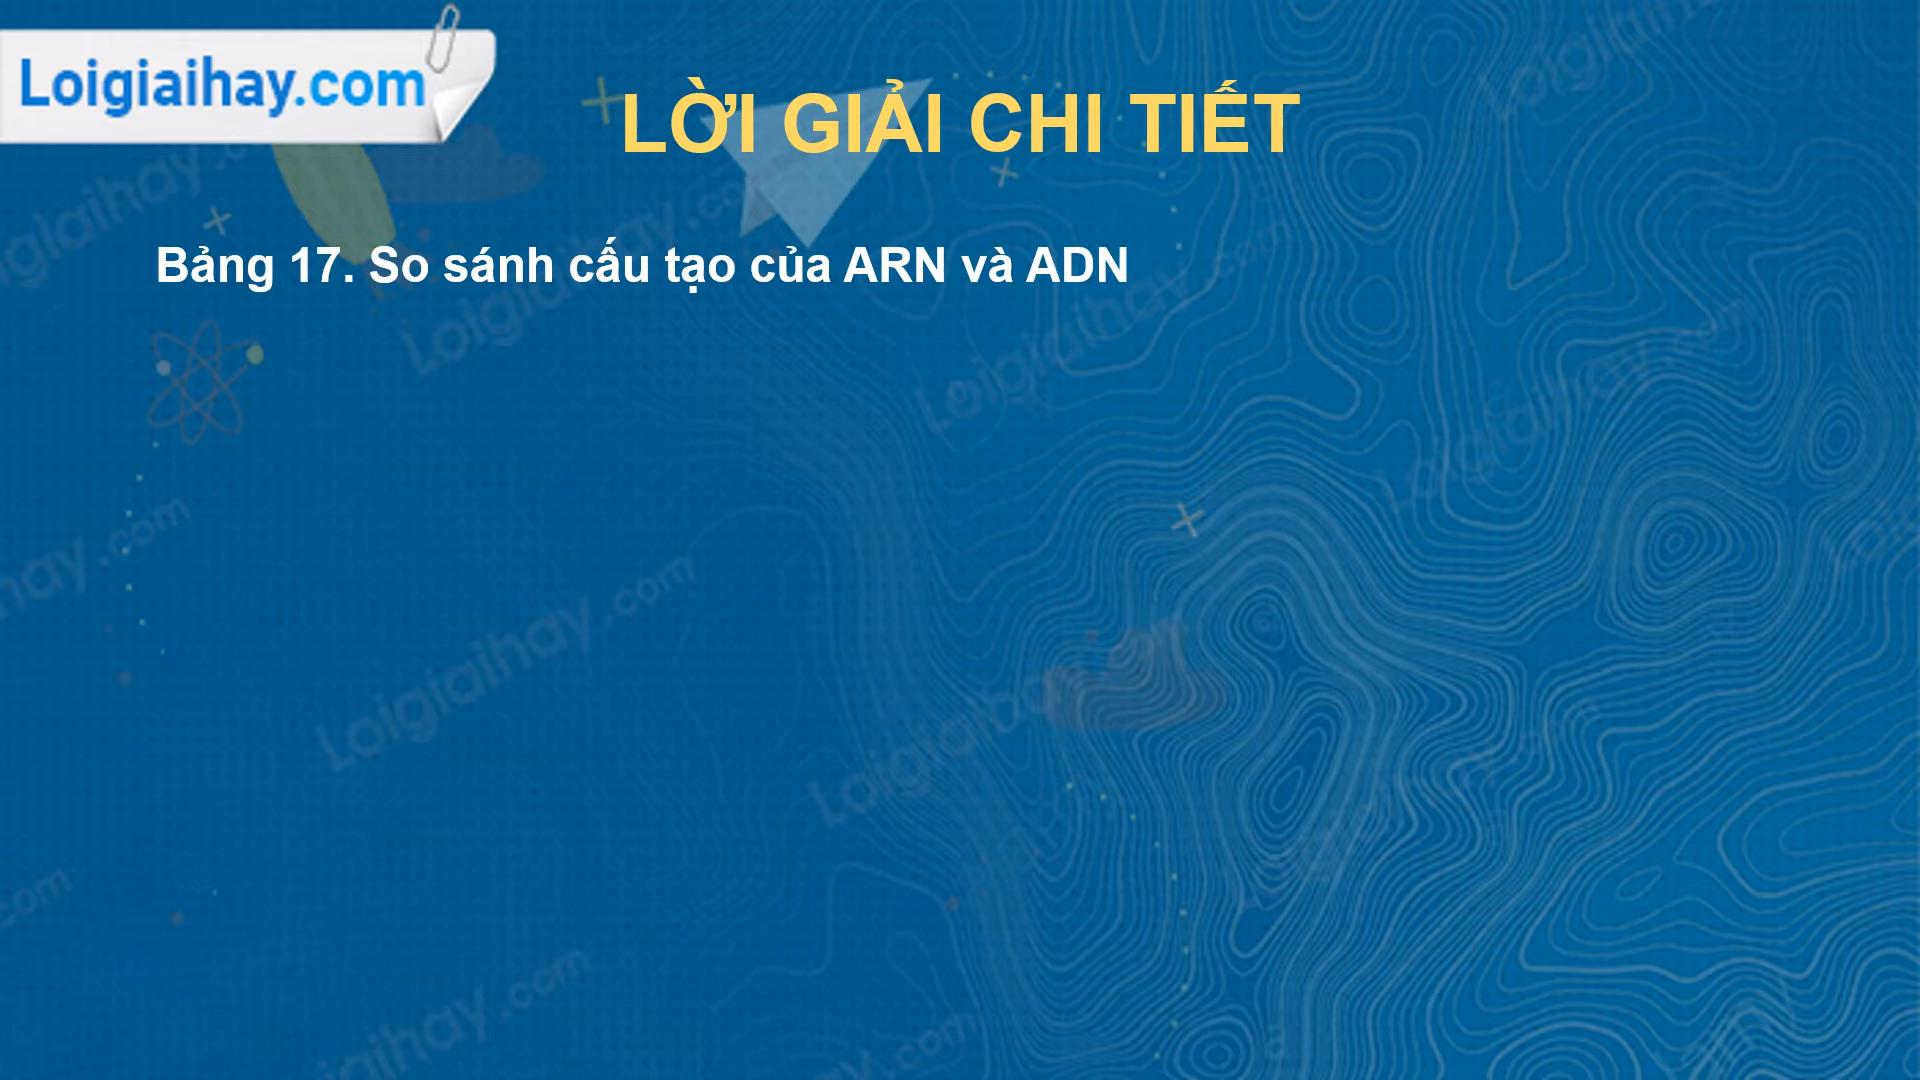 Loigiaihay.com
LỜI GIẢI CHI TIẾT
Bảng 17. So sánh cấu tạo của ARN và ADN